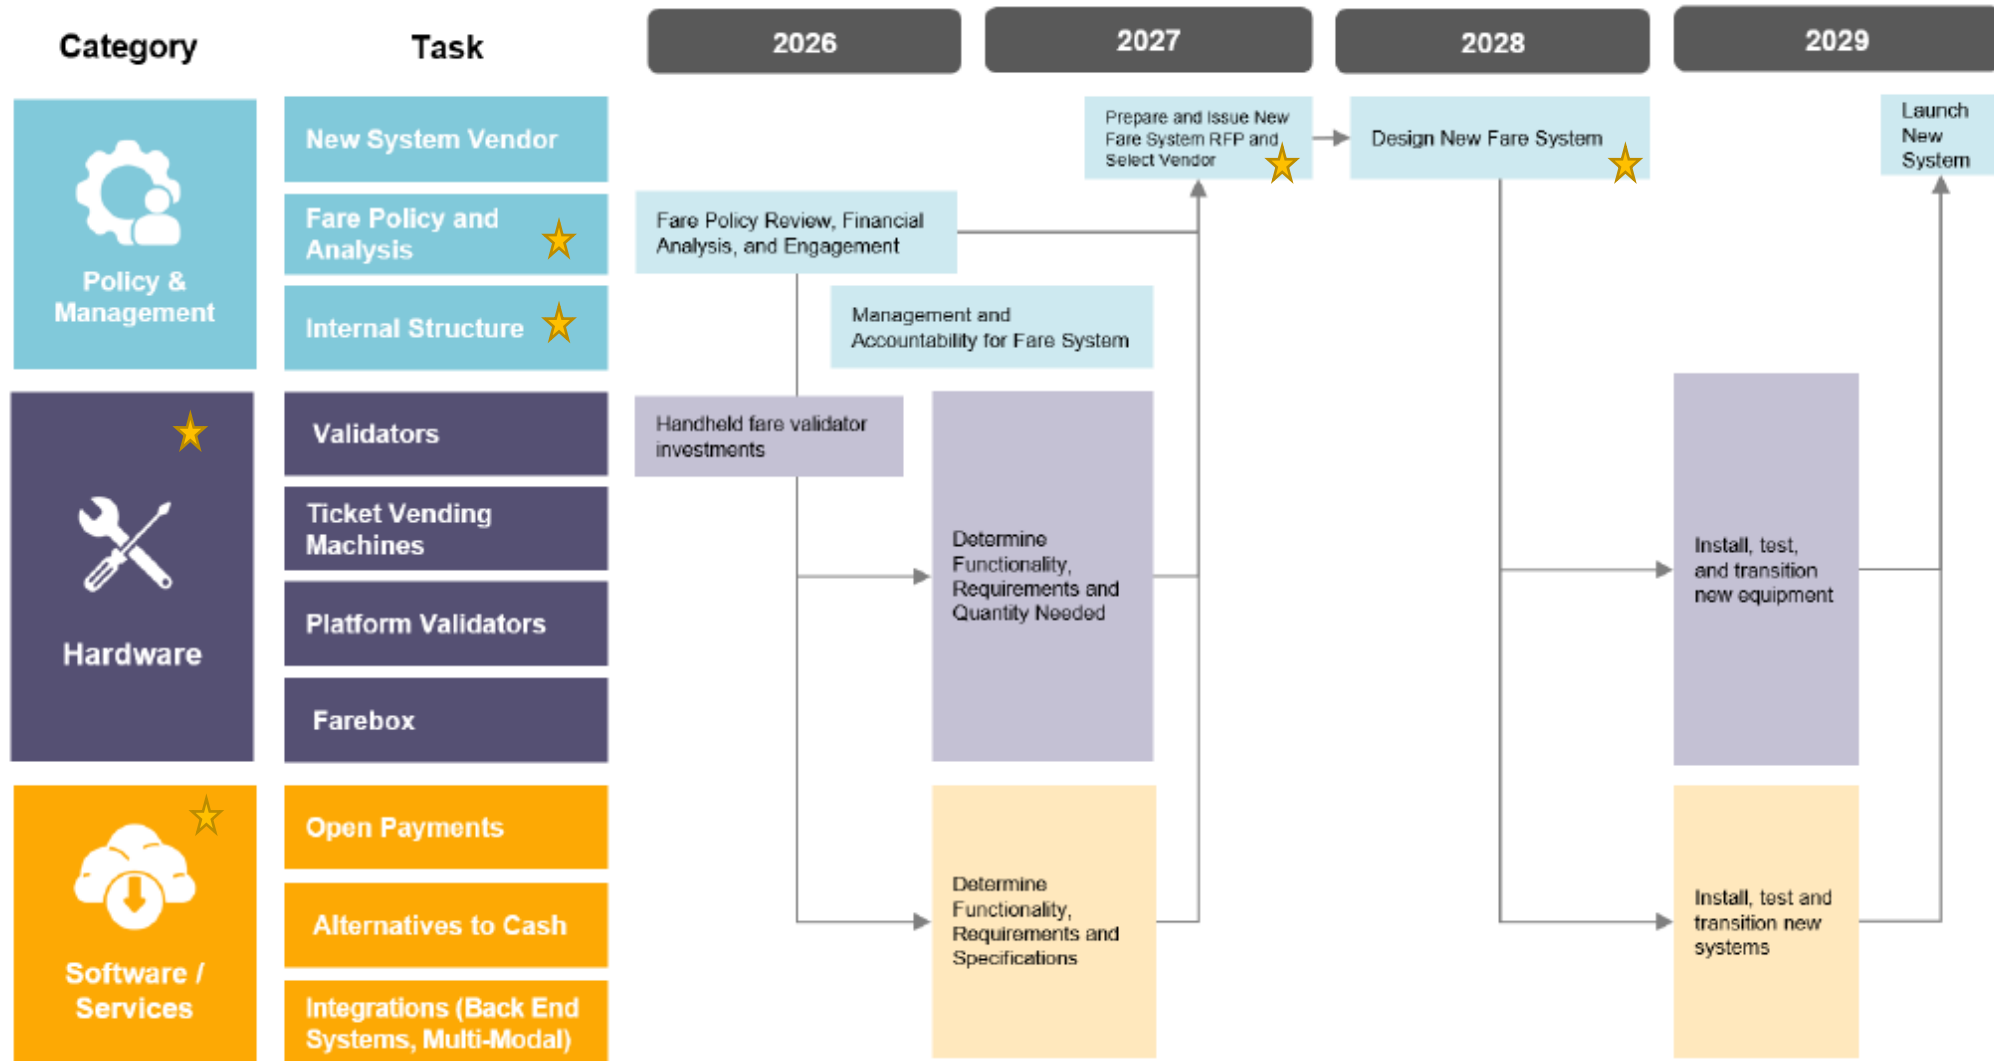 Category
Task
2026
2027
2028
2029
Policy &
Management
New System Vendor
Prepare and Issue New
Fare System RFP and
Select Vendor
Design New Fare System
Launch
New
System
Fare Policy and
Analysis
Fare Policy Review, Financial
Analysis, and Engagement
Internal Structure
Management and
Accountability for Fare System
Hardware
Validators
Handheld fare validator
investments
Ticket Vending
Machines
Platform Validators
Farebox
Determine
Functionality,
Requirements and
Quantity Needed
Install, test,
and transition
new equipment
Software /
Services
Open Payments
Alternatives to Cash
Integrations (Back End
Systems, Multi-Modal)
Determine
Functionality,
Requirements and
Specifications
Install, test and
transition new
systems